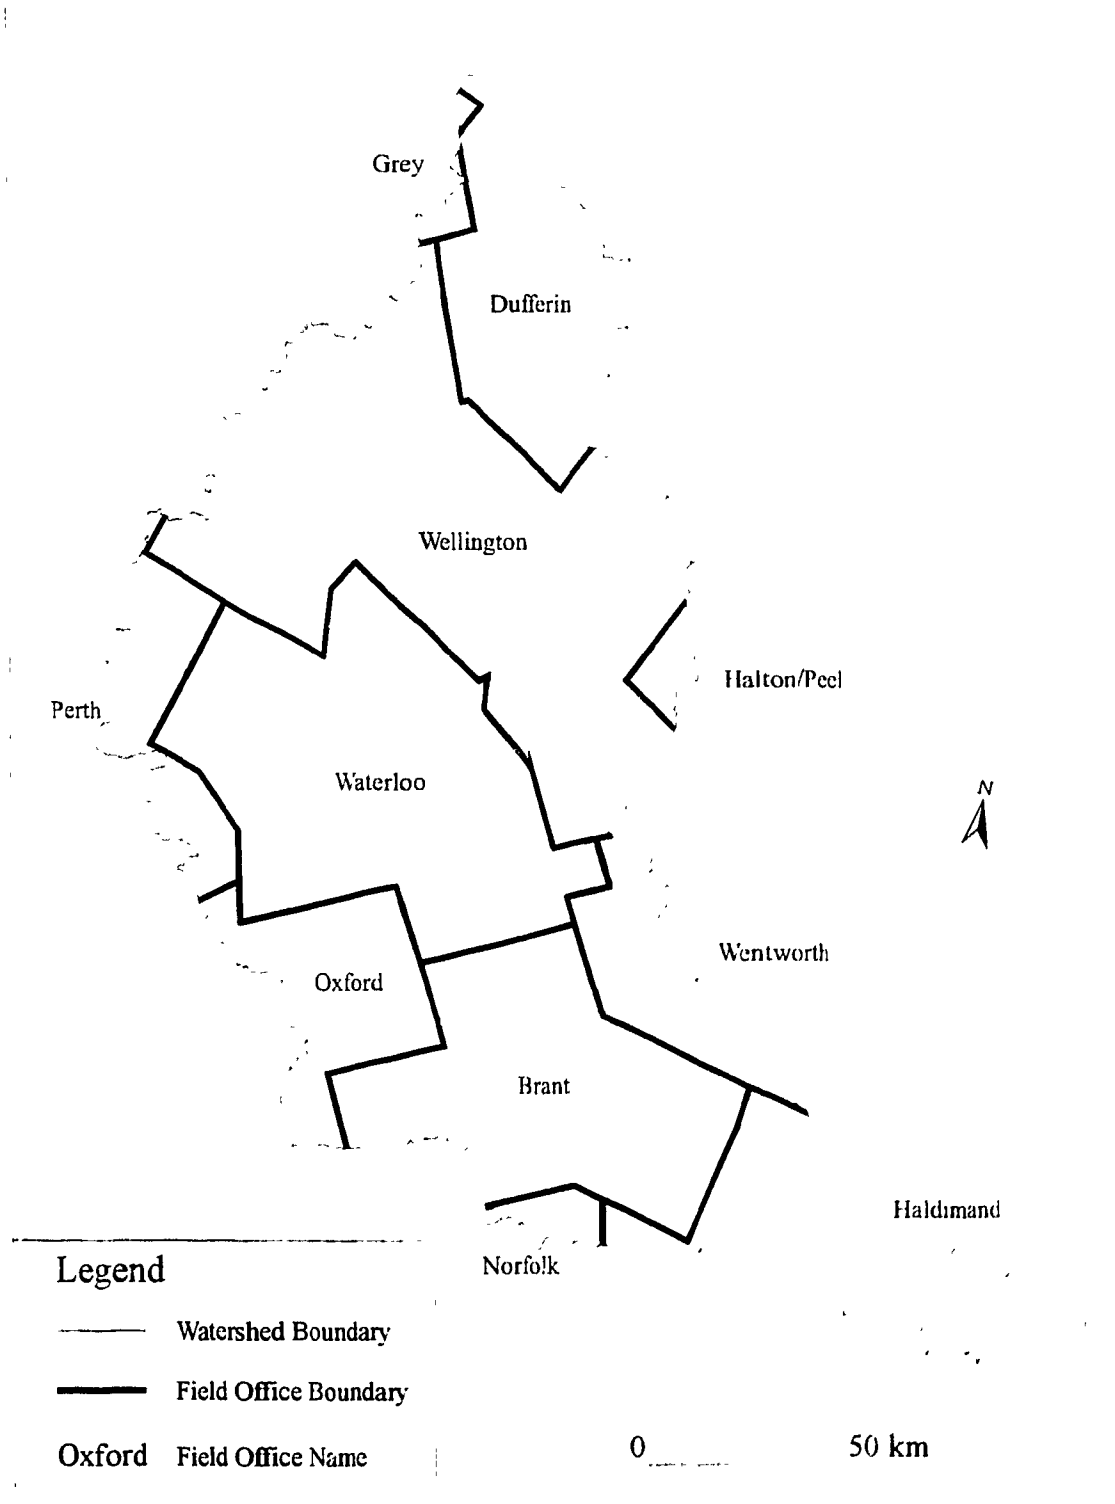 Grey
Dufferin
Wellington
Halton/Peel
Perth
Waterloo
N
Wentworth
Oxford
Brant
Haldimand
Norfolk
Legend
Watershed Boundary
Field Office Boundary
Oxford Field Office Name
0 50 km